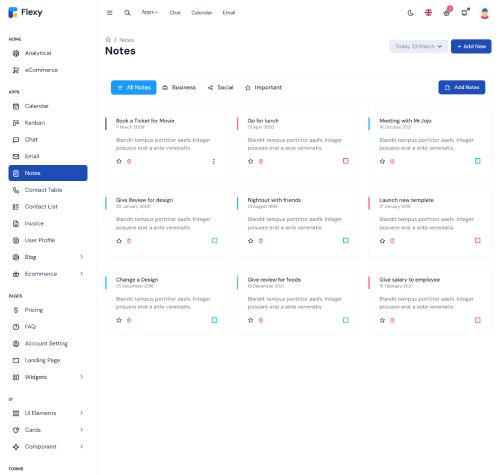 Flexy
Apps
Chat
Calendar
Email
2
HOME
Analytical
eCommerce
APPS
Calendar
Kanban
Chat
Email
Notes
Contact Table
Contact List
Invoice
User Profile
Blog
Ecommerce
PAGES
Pricing
FAQ
Account Setting
Landing Page
Widgets
UI
UI Elements
Cards
Component
FORMS
/ Notes
Notes
Today 23 March
+ Add New
All Notes
Business
Social
Important
Add Notes
Book a Ticket for Movie
11 March 2009
Blandit tempus porttitor aasfs. Integer
posuere erat a ante venenatis.
Go for lunch
01 April 2002
Blandit tempus porttitor aasfs. Integer
posuere erat a ante venenatis.
Meeting with Mr.Jojo
19 October 2021
Blandit tempus porttitor aasfs. Integer
posuere erat a ante venenatis.
Give Review for design
02 January 2000
Blandit tempus porttitor aasfs. Integer
posuere erat a ante venenatis.
Nightout with friends
01 August 1999
Blandit tempus porttitor aasfs. Integer
posuere erat a ante venenatis.
Launch new template
21 January 2015
Blandit tempus porttitor aasfs. Integer
posuere erat a ante venenatis.
Change a Design
25 December 2016
Blandit tempus porttitor aasfs. Integer
posuere erat a ante venenatis.
Give review for foods
18 December 2021
Blandit tempus porttitor aasfs. Integer
posuere erat a ante venenatis.
Give salary to employee
15 February 2021
Blandit tempus porttitor aasfs. Integer
posuere erat a ante venenatis.